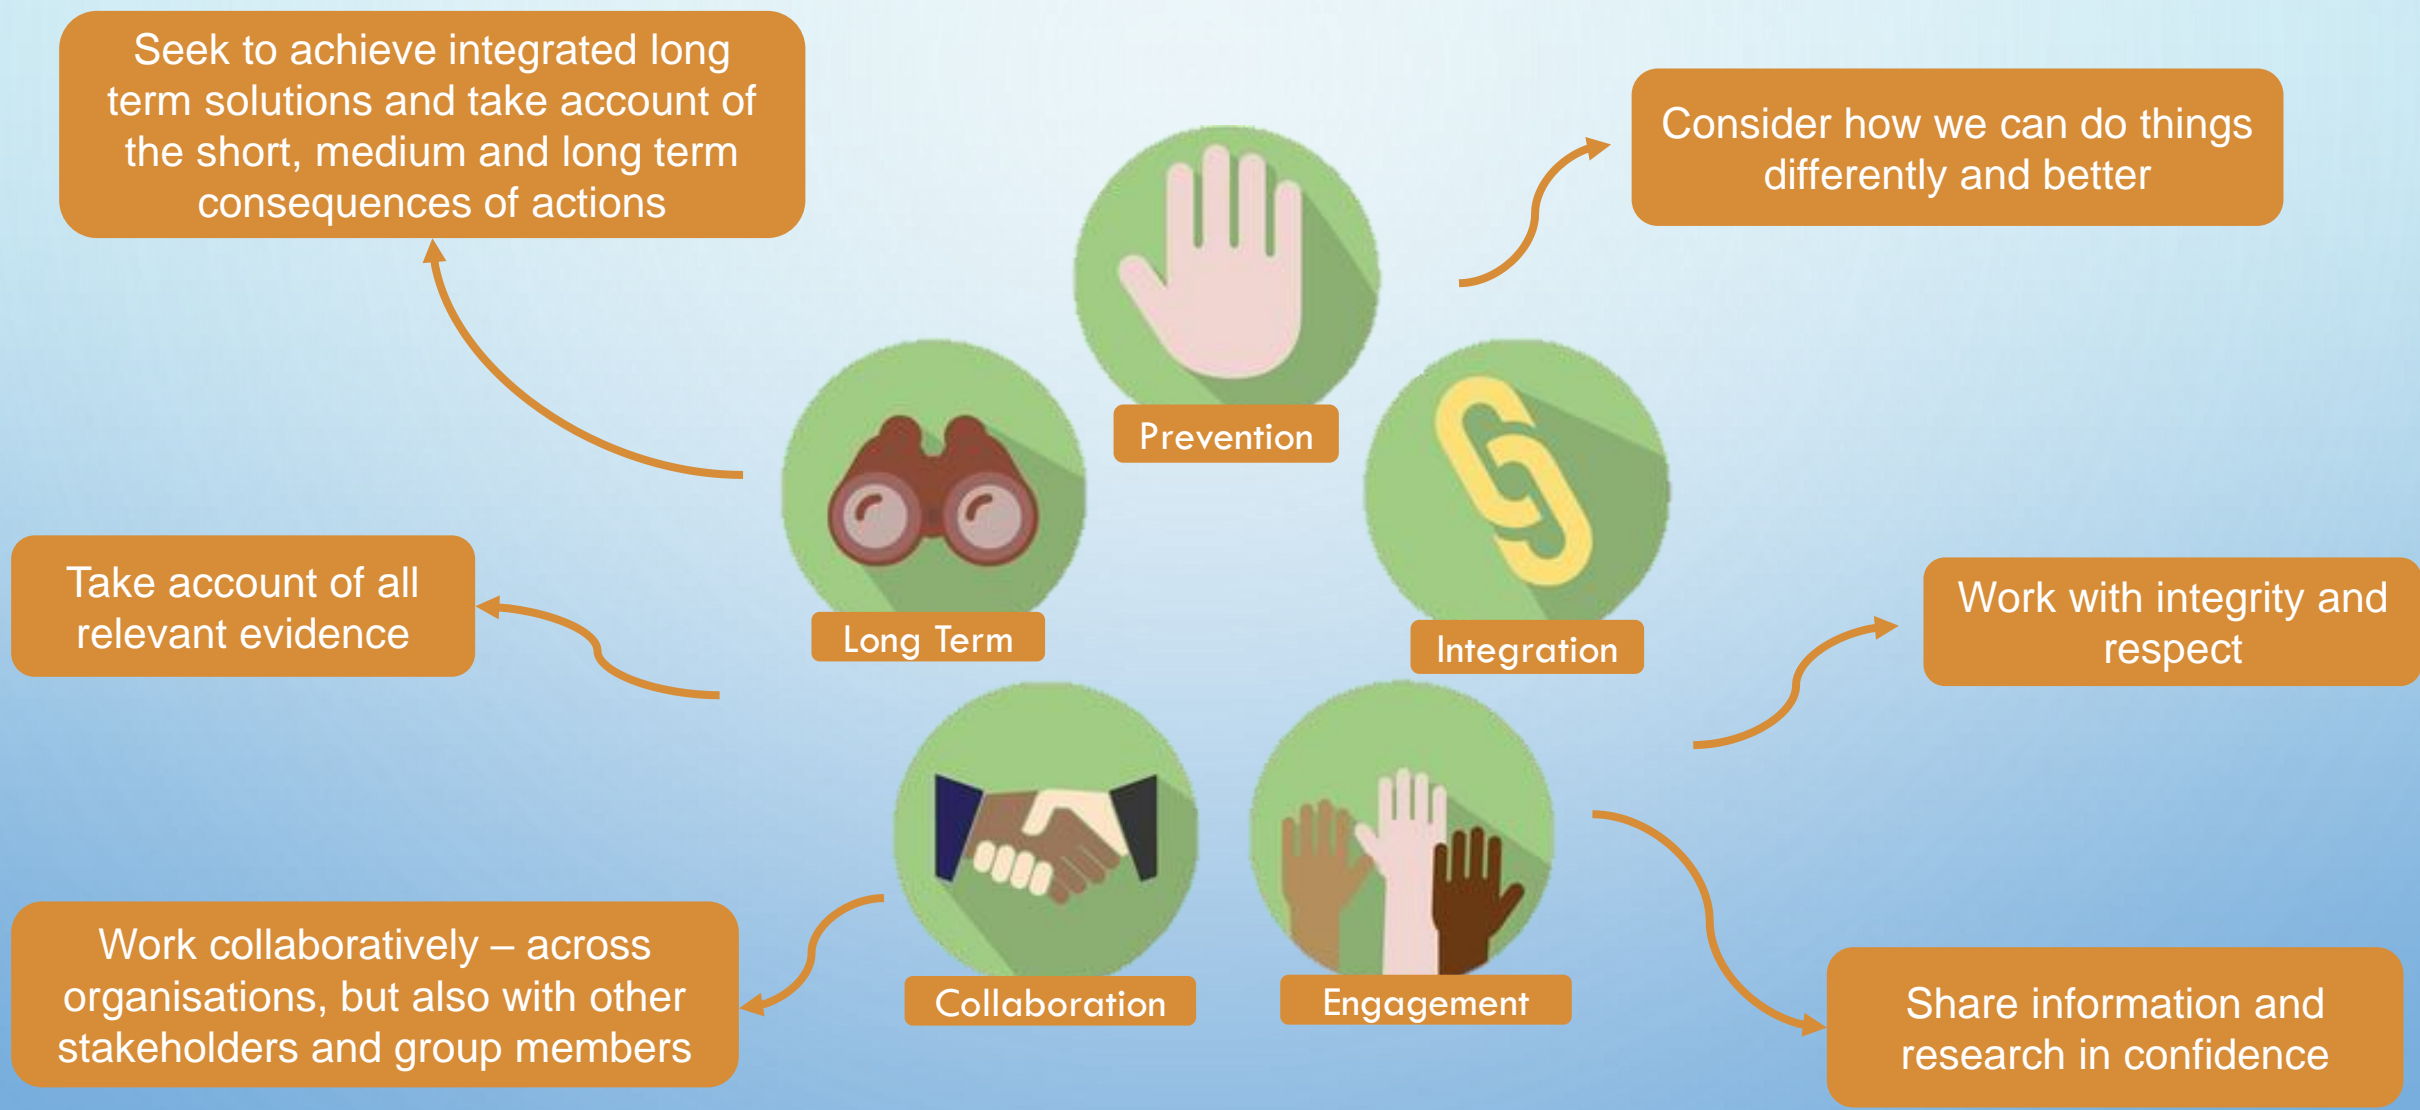 Seek to achieve integrated long
term solutions and take account of
the short, medium and long term
consequences of actions
Consider how we can do things
differently and better
Prevention
Long Term
Integration
Take account of all
relevant evidence
Work with integrity and
respect
Work collaboratively – across
organisations, but also with other
stakeholders and group members
Collaboration
Engagement
Share information and
research in confidence